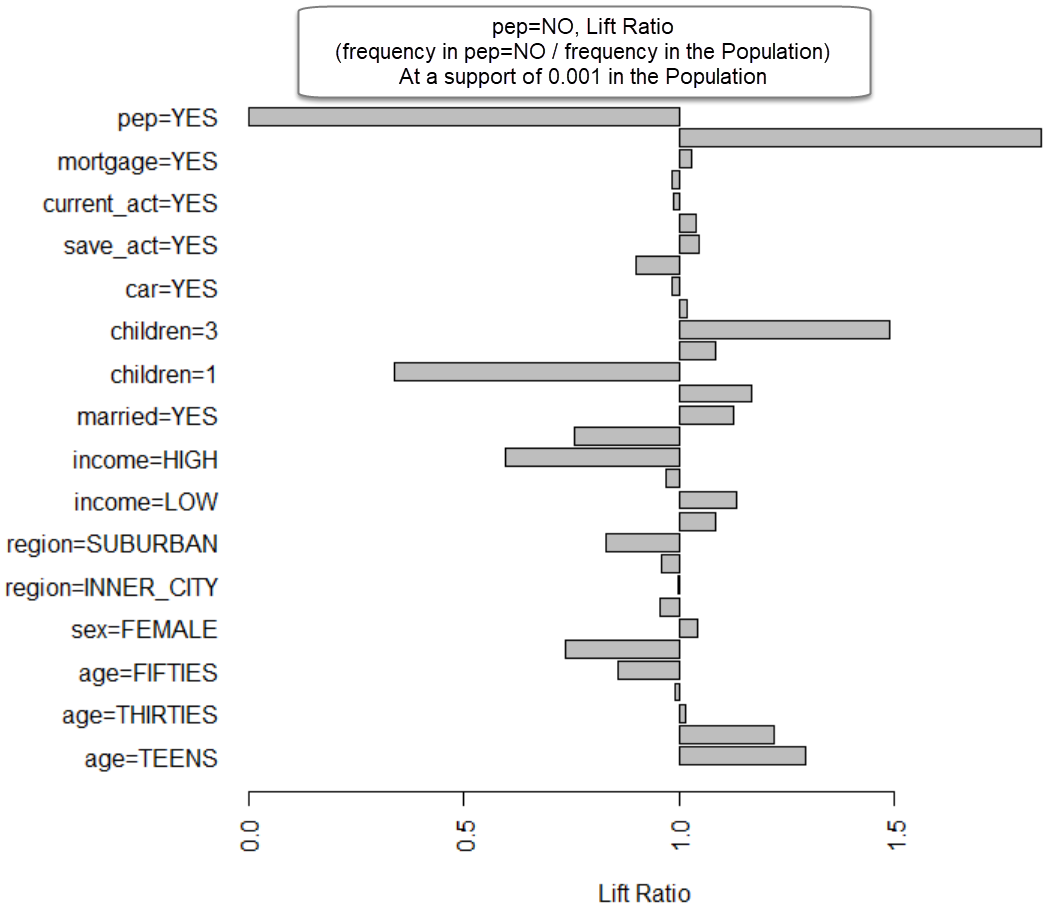 pep=NO, Lift Ratio
(frequency in pep=NO / frequency in the Population)
At a support of 0.001 in the Population
pep=YES
mortgage=YES
current_act=YES
save_act=YES
car=YES
children=3
children=1
married=YES
income=HIGH
income=LOW
region=SUBURBAN
region=INNER_CITY
sex=FEMALE
age=FIFTIES
age=THIRTIES
age=TEENS
0.0 0.5 1.0 1.5
Lift Ratio